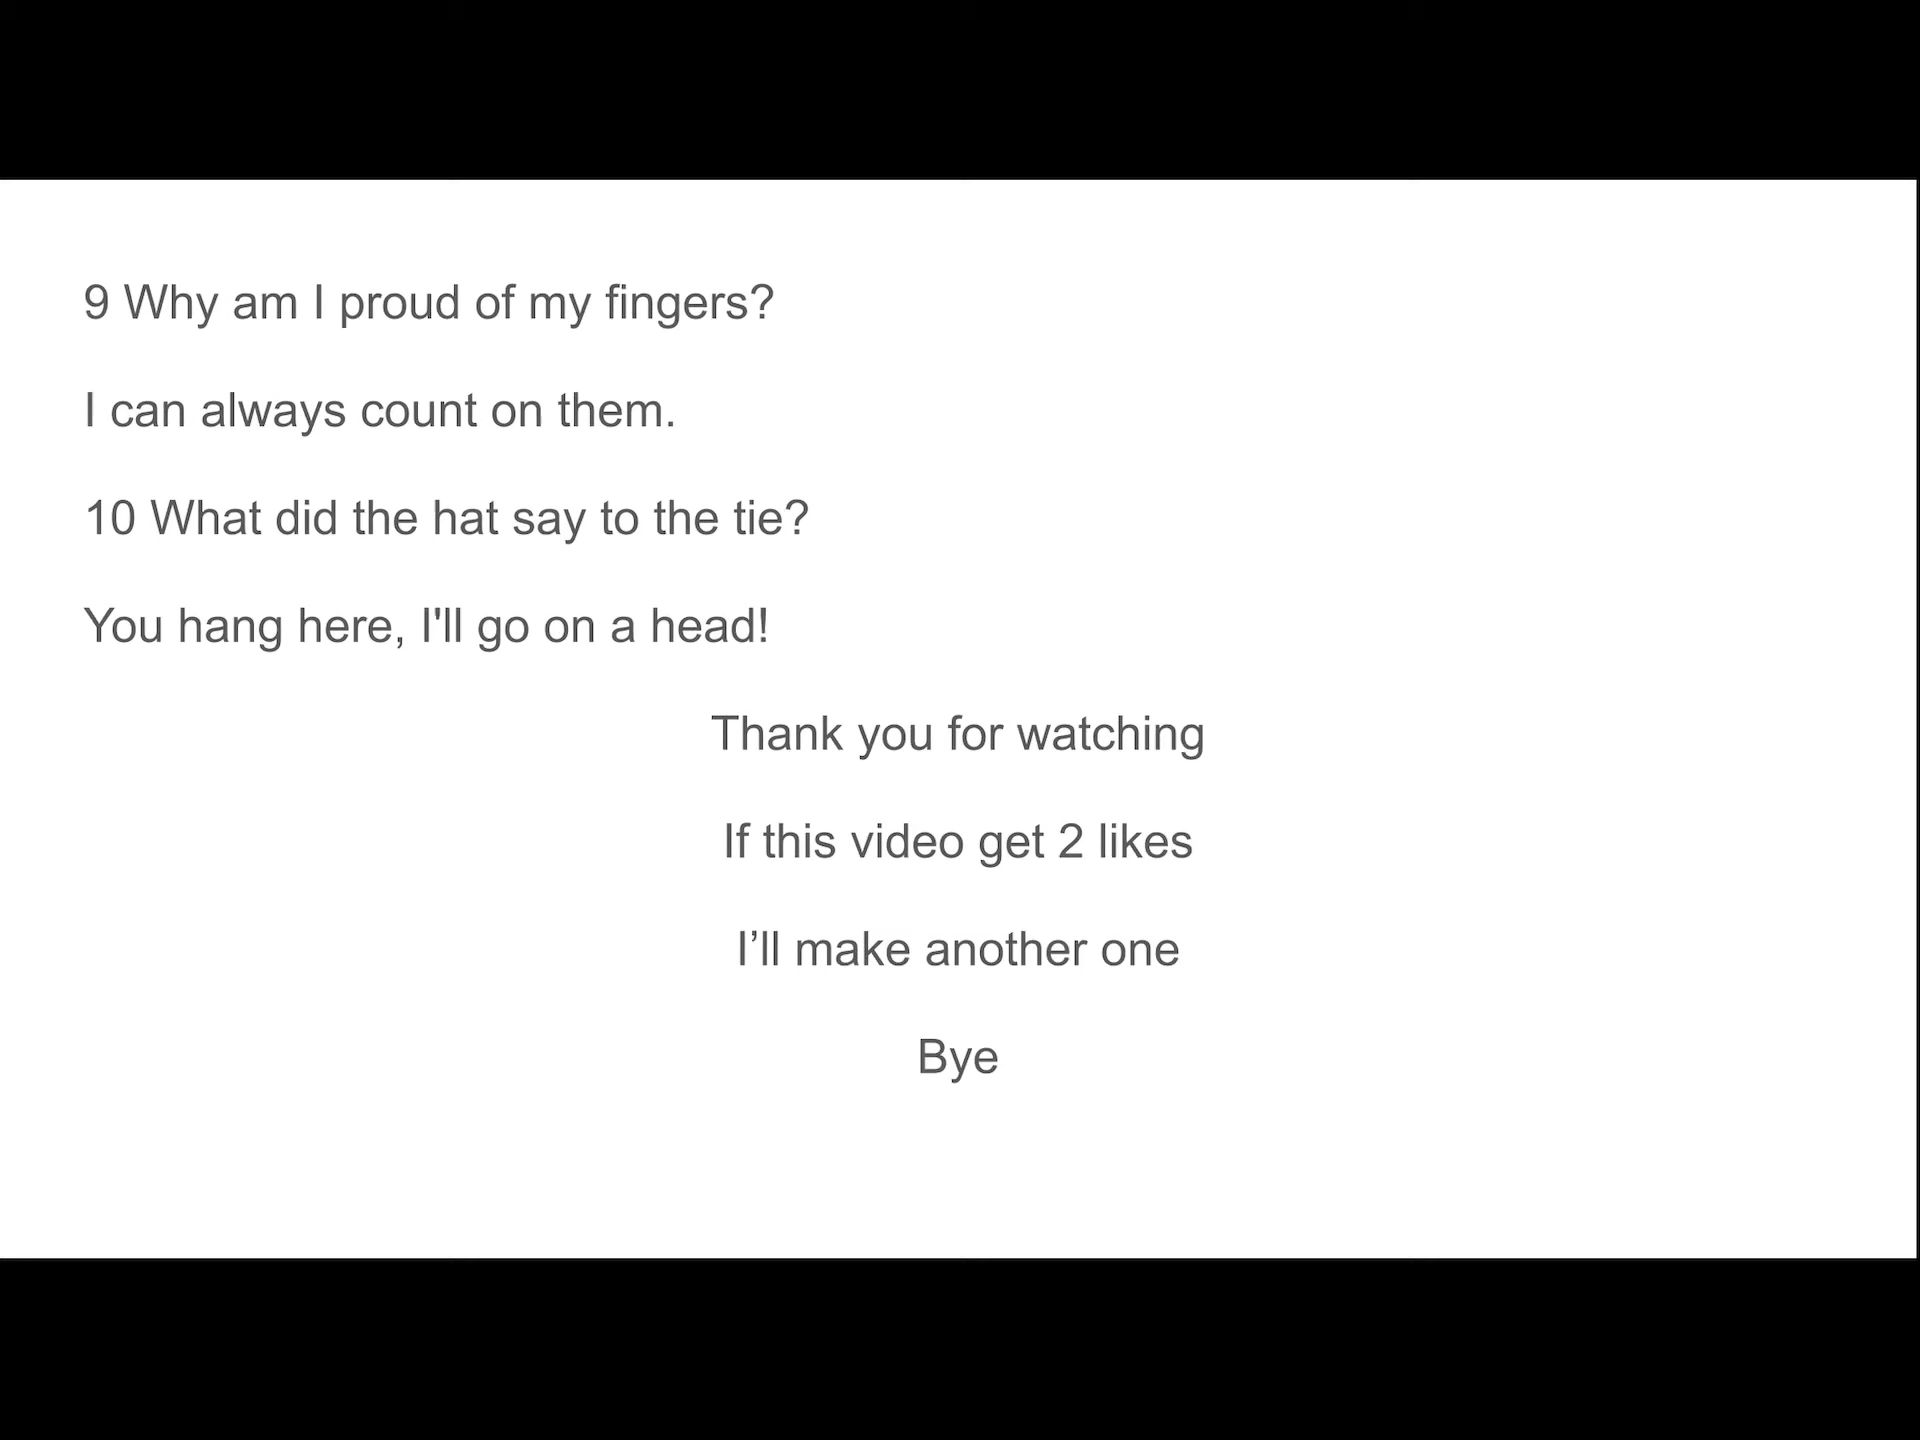 9 Why am I proud of my fingers?
I can always count on them.
10 What did the hat say to the tie?
You hang here, I'll go on a head!
Thank you for watching
If this video get 2 likes
I’ll make another one
Bye